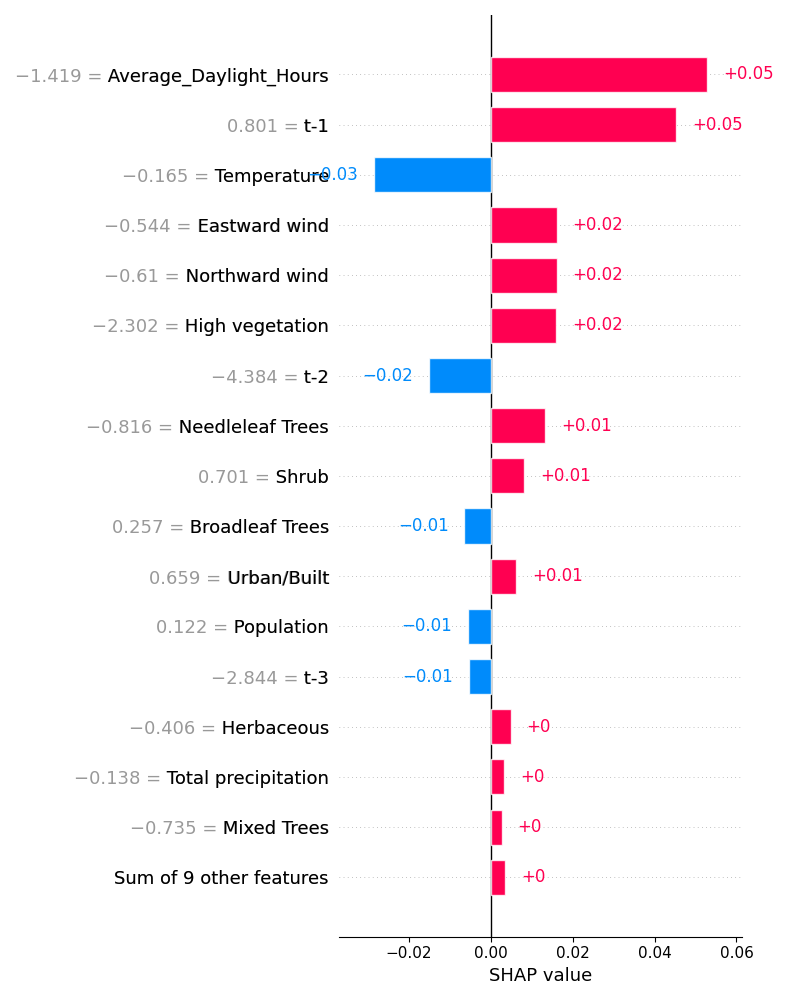 −1.419 = Average_Daylight_Hours +0.05
0.801 = t-1 +0.05
−0.165 = Temperature −0.03
−0.544 = Eastward wind +0.02
−0.61 = Northward wind +0.02
−2.302 = High vegetation +0.02
−4.384 = t-2 −0.02
−0.816 = Needleleaf Trees +0.01
0.701 = Shrub +0.01
0.257 = Broadleaf Trees −0.01
0.659 = Urban/Built +0.01
0.122 = Population −0.01
−2.844 = t-3 −0.01
−0.406 = Herbaceous +0
−0.138 = Total precipitation +0
−0.735 = Mixed Trees +0
Sum of 9 other features +0
−0.02 0.00 0.02 0.04 0.06
SHAP value